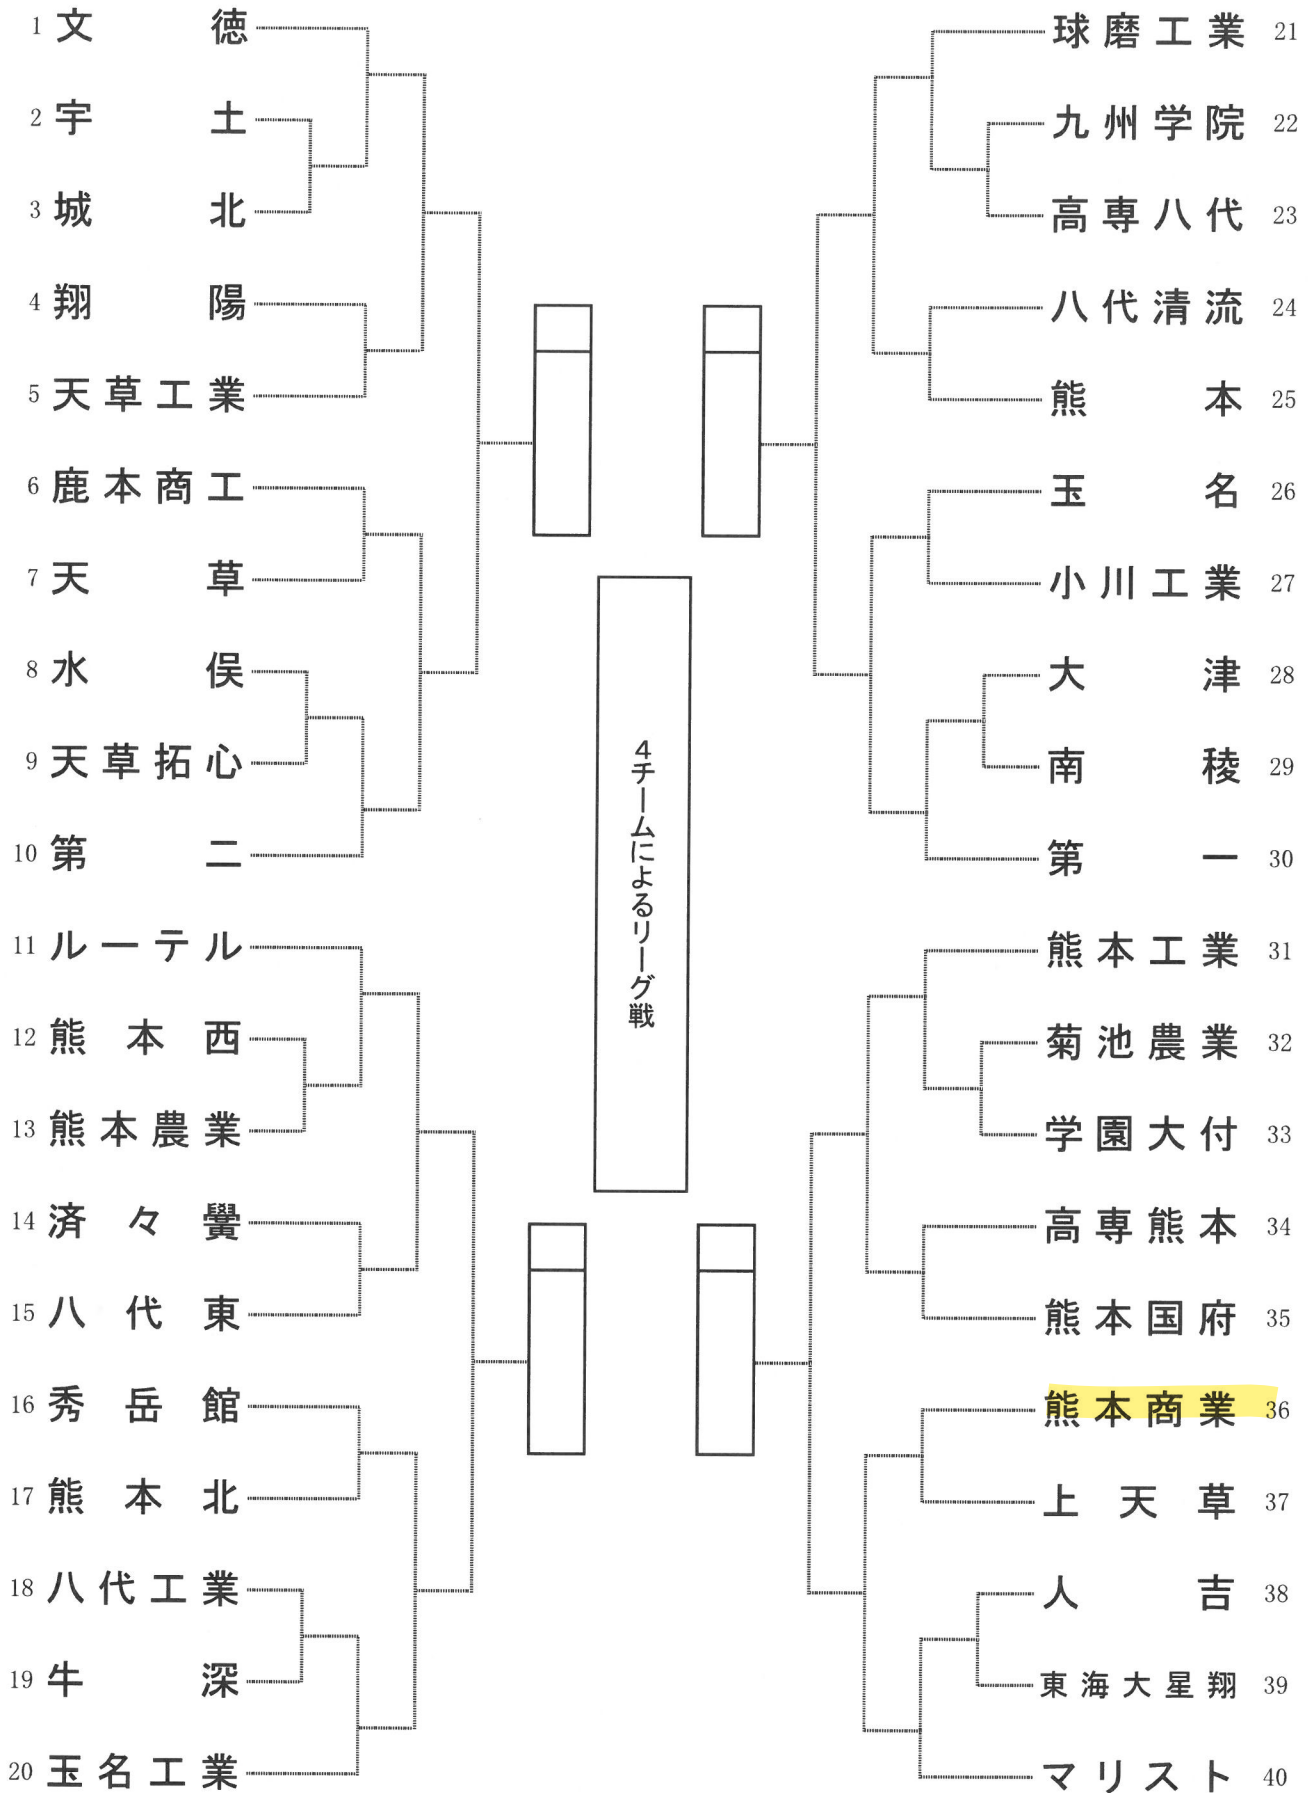 1 文徳
2 宇土
3 城北
4 翔陽
5 天草工業
6 鹿本商工
7 天草
8 水俣
9 天草拓心
10 第二
11 ルーテル
12 熊本西
13 熊本農業
14 済々黌
15 八代東
16 秀岳館
17 熊本北
18 八代工業
19 牛深
20 玉名工業
4チームによるリーグ戦
球磨工業 21
九州学院 22
高専八代 23
八代清流 24
熊本 25
玉名 26
小川工業 27
大津 28
南稜 29
第一 30
熊本工業 31
菊池農業 32
学園大付 33
高専熊本 34
熊本国府 35
熊本商業 36
上天草 37
人吉 38
東海大星翔 39
マリスト 40